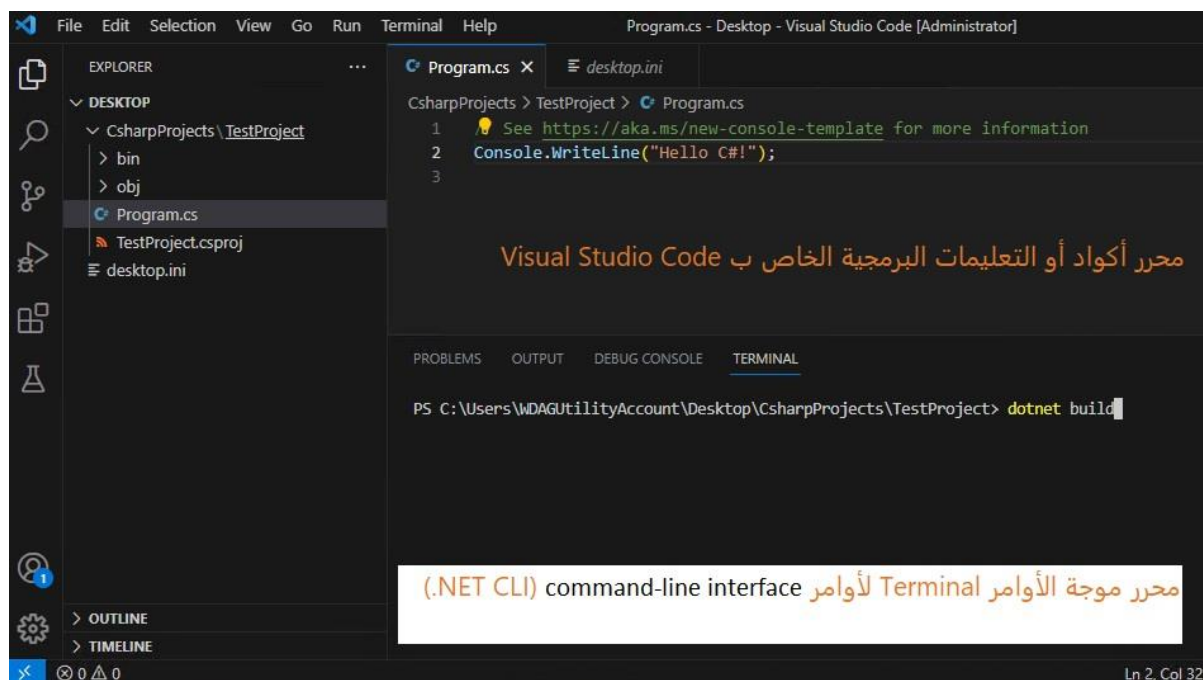 File Edit Selection View Go Run Terminal Help Program.cs - Desktop - Visual Studio Code [Administrator]
EXPLORER ...
DESKTOP
CsharpProjects\TestProject
bin
obj
Program.cs
TestProject.csproj
desktop.ini
OUTLINE
TIMELINE
C# Program.cs desktop.ini
CsharpProjects > TestProject > C# Program.cs
1 // See https://aka.ms/new-console-template for more information
2 Console.WriteLine("Hello C#!");
3
محرر أكواد أو التعليمات البرمجية الخاص ب Visual Studio Code
PROBLEMS OUTPUT DEBUG CONSOLE TERMINAL
PS C:\Users\WDAGUtilityAccount\Desktop\CsharpProjects\TestProject> dotnet build
محرر موجة الأوامر Terminal لأوامر command-line interface (.NET CLI)
1
0 0 Ln 2, Col 32